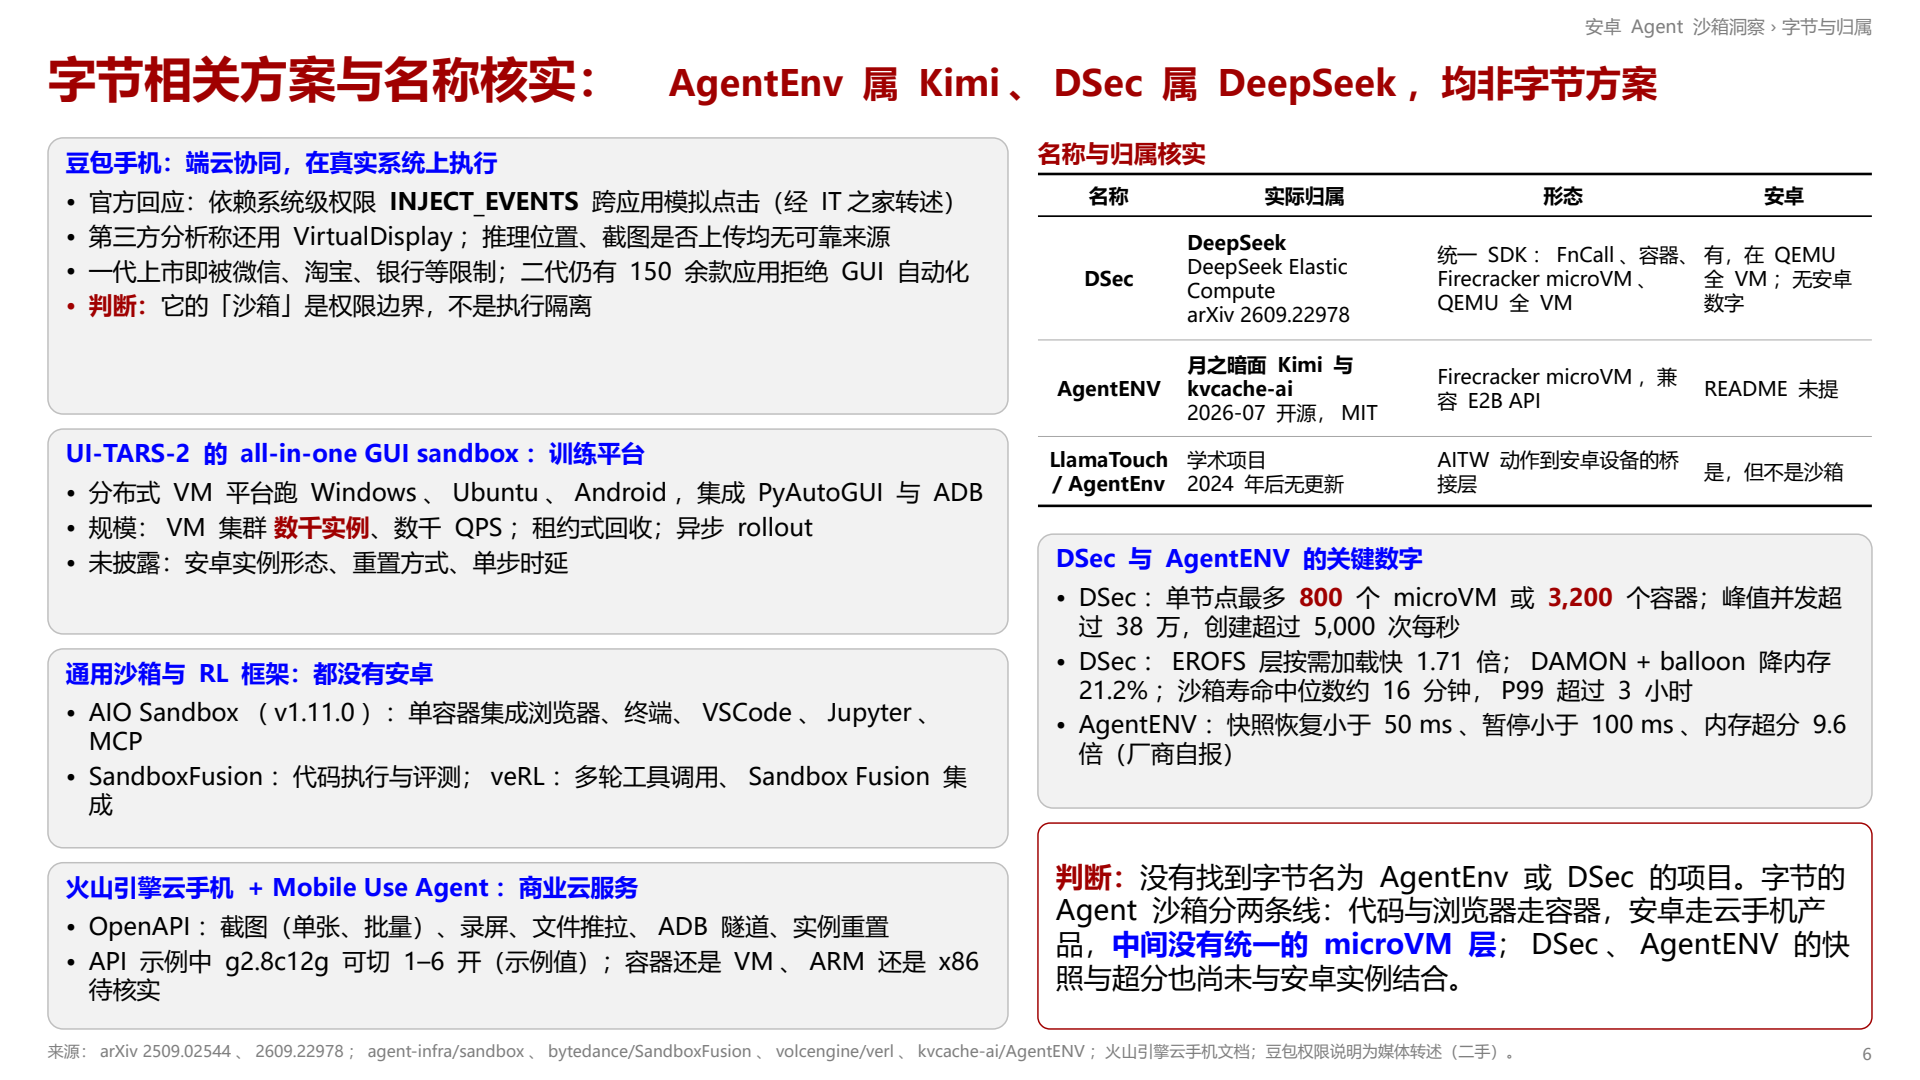 安卓 Agent 沙箱洞察 › 字节与归属
字节相关方案与名称核实： AgentEnv 属 Kimi、DSec 属 DeepSeek，均非字节方案
豆包手机：端云协同，在真实系统上执行
• 官方回应：依赖系统级权限 INJECT_EVENTS 跨应用模拟点击（经 IT之家转述）
• 第三方分析称还用 VirtualDisplay；推理位置、截图是否上传均无可靠来源
• 一代上市即被微信、淘宝、银行等限制；二代仍有 150 余款应用拒绝 GUI 自动化
• 判断：它的「沙箱」是权限边界，不是执行隔离
UI-TARS-2 的 all-in-one GUI sandbox：训练平台
• 分布式 VM 平台跑 Windows、Ubuntu、Android，集成 PyAutoGUI 与 ADB
• 规模：VM 集群 数千实例、数千 QPS；租约式回收；异步 rollout
• 未披露：安卓实例形态、重置方式、单步时延
通用沙箱与 RL 框架：都没有安卓
• AIO Sandbox （v1.11.0）：单容器集成浏览器、终端、VSCode、Jupyter、
MCP
• SandboxFusion：代码执行与评测；veRL：多轮工具调用、Sandbox Fusion 集
成
火山引擎云手机 + Mobile Use Agent：商业云服务
• OpenAPI：截图（单张、批量）、录屏、文件推拉、ADB 隧道、实例重置
• API 示例中 g2.8c12g 可切 1–6 开（示例值）；容器还是 VM、ARM 还是 x86
待核实
名称与归属核实
名称 实际归属 形态 安卓
DSec
DeepSeek
DeepSeek Elastic
Compute
arXiv 2609.22978
统一 SDK：FnCall、容器、
Firecracker microVM、
QEMU 全 VM
有，在 QEMU
全 VM；无安卓
数字
AgentENV
月之暗面 Kimi 与
kvcache-ai
2026-07 开源，MIT
Firecracker microVM，兼
容 E2B API
README 未提
LlamaTouch
/ AgentEnv
学术项目
2024 年后无更新
AITW 动作到安卓设备的桥
接层
是，但不是沙箱
DSec 与 AgentENV 的关键数字
• DSec：单节点最多 800 个 microVM 或 3,200 个容器；峰值并发超
过 38 万，创建超过 5,000 次每秒
• DSec：EROFS 层按需加载快 1.71 倍；DAMON + balloon 降内存
21.2%；沙箱寿命中位数约 16 分钟，P99 超过 3 小时
• AgentENV：快照恢复小于 50 ms、暂停小于 100 ms、内存超分 9.6
倍（厂商自报）
判断：没有找到字节名为 AgentEnv 或 DSec 的项目。字节的
Agent 沙箱分两条线：代码与浏览器走容器，安卓走云手机产
品，中间没有统一的 microVM 层；DSec、AgentENV 的快
照与超分也尚未与安卓实例结合。
来源：arXiv 2509.02544、2609.22978；agent-infra/sandbox、bytedance/SandboxFusion、volcengine/verl、kvcache-ai/AgentENV；火山引擎云手机文档；豆包权限说明为媒体转述（二手）。
6